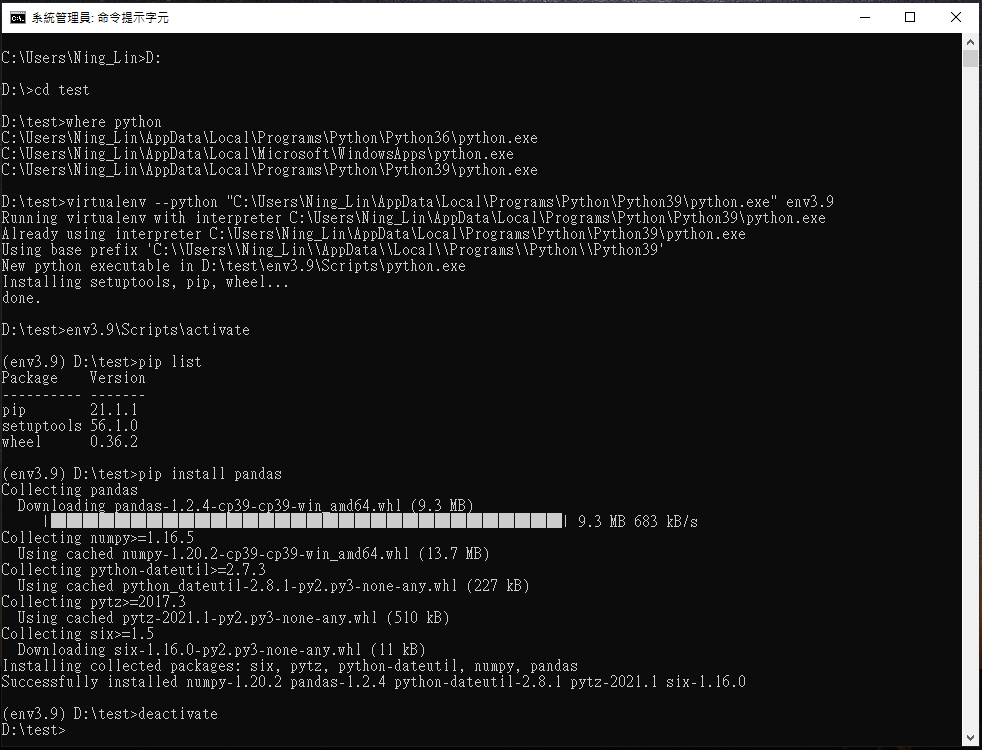 系統管理員: 命令提示字元
C:\Users\Ning_Lin>D:
D:\>cd test
D:\test>where python
C:\Users\Ning_Lin\AppData\Local\Programs\Python\Python36\python.exe
C:\Users\Ning_Lin\AppData\Local\Microsoft\WindowsApps\python.exe
C:\Users\Ning_Lin\AppData\Local\Programs\Python\Python39\python.exe
D:\test>virtualenv --python "C:\Users\Ning_Lin\AppData\Local\Programs\Python\Python39\python.exe" env3.9
Running virtualenv with interpreter C:\Users\Ning_Lin\AppData\Local\Programs\Python\Python39\python.exe
Already using interpreter C:\Users\Ning_Lin\AppData\Local\Programs\Python\Python39\python.exe
Using base prefix 'C:\\Users\\Ning_Lin\\AppData\\Local\\Programs\\Python\\Python39'
New python executable in D:\test\env3.9\Scripts\python.exe
Installing setuptools, pip, wheel...
done.
D:\test>env3.9\Scripts\activate
(env3.9) D:\test>pip list
Package    Version
---------- -------
pip        21.1.1
setuptools 56.1.0
wheel      0.36.2
(env3.9) D:\test>pip install pandas
Collecting pandas
  Downloading pandas-1.2.4-cp39-cp39-win_amd64.whl (9.3 MB)
     |████████████████████████████████| 9.3 MB 683 kB/s
Collecting numpy>=1.16.5
  Using cached numpy-1.20.2-cp39-cp39-win_amd64.whl (13.7 MB)
Collecting python-dateutil>=2.7.3
  Using cached python_dateutil-2.8.1-py2.py3-none-any.whl (227 kB)
Collecting pytz>=2017.3
  Using cached pytz-2021.1-py2.py3-none-any.whl (510 kB)
Collecting six>=1.5
  Downloading six-1.16.0-py2.py3-none-any.whl (11 kB)
Installing collected packages: six, pytz, python-dateutil, numpy, pandas
Successfully installed numpy-1.20.2 pandas-1.2.4 python-dateutil-2.8.1 pytz-2021.1 six-1.16.0
(env3.9) D:\test>deactivate
D:\test>